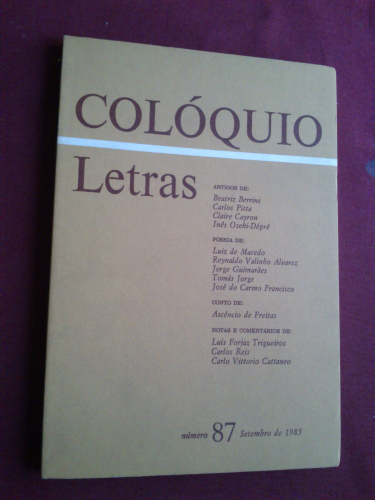 COLÓQUIO
Letras
ARTIGOS DE:
Beatriz Berrini
Carlos Pitta
Claire Cayron
Inês Oseki-Dépré
POESIA DE:
Luiz de Macedo
Reynaldo Valinho Alvarez
Jorge Guimarães
Tomás Jorge
José do Carmo Francisco
CONTO DE:
Ascêncio de Freitas
NOTAS E COMENTÁRIOS DE:
Luís Forjaz Trigueiros
Carlos Reis
Carlo Vittorio Cattaneo
número 87 Setembro de 1985